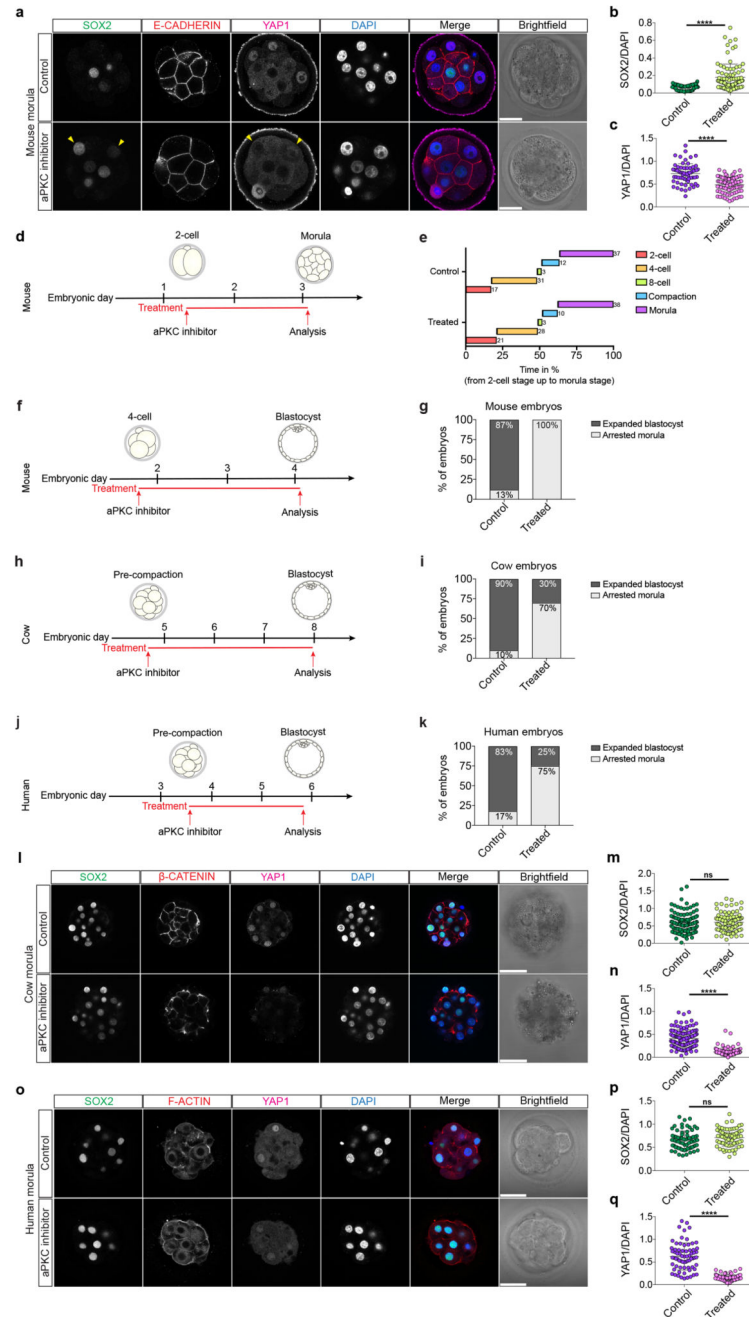 a
SOX2 E-CADHERIN YAP1 DAPI Merge Brightfield
Mouse morula
Control
aPKC inhibitor
b
SOX2/DAPI
****
0.8
0.6
0.4
0.2
0.0
Control Treated
c
YAP1/DAPI
****
1.5
1.0
0.5
0.0
Control Treated
d
2-cell Morula
Mouse
1 2 3
Embryonic day
Treatment
aPKC inhibitor Analysis
e
Control
37
12
3
31
17
Treated
38
10
3
28
21
0 25 50 75 100
Time in %
(from 2-cell stage up to morula stage)
2-cell
4-cell
8-cell
Compaction
Morula
f
4-cell Blastocyst
Mouse
2 3 4
Embryonic day
Treatment
aPKC inhibitor Analysis
g
Mouse embryos
% of embryos
100
75
50
25
0
87% 100%
13%
Control Treated
Expanded blastocyst
Arrested morula
h
Pre-compaction Blastocyst
Cow
5 6 7 8
Embryonic day
Treatment
aPKC inhibitor Analysis
i
Cow embryos
% of embryos
100
75
50
25
0
90% 30%
70%
10%
Control Treated
Expanded blastocyst
Arrested morula
j
Pre-compaction Blastocyst
Human
3 4 5 6
Embryonic day
Treatment
aPKC inhibitor Analysis
k
Human embryos
% of embryos
100
75
50
25
0
83% 25%
75%
17%
Control Treated
Expanded blastocyst
Arrested morula
l
SOX2 β-CATENIN YAP1 DAPI Merge Brightfield
Cow morula
Control
aPKC inhibitor
m
SOX2/DAPI
ns
2.0
1.5
1.0
0.5
0.0
Control Treated
n
YAP1/DAPI
****
1.5
1.0
0.5
0.0
Control Treated
o
SOX2 F-ACTIN YAP1 DAPI Merge Brightfield
Human morula
Control
aPKC inhibitor
p
SOX2/DAPI
ns
1.5
1.0
0.5
0.0
Control Treated
q
YAP1/DAPI
****
1.5
1.0
0.5
0.0
Control Treated